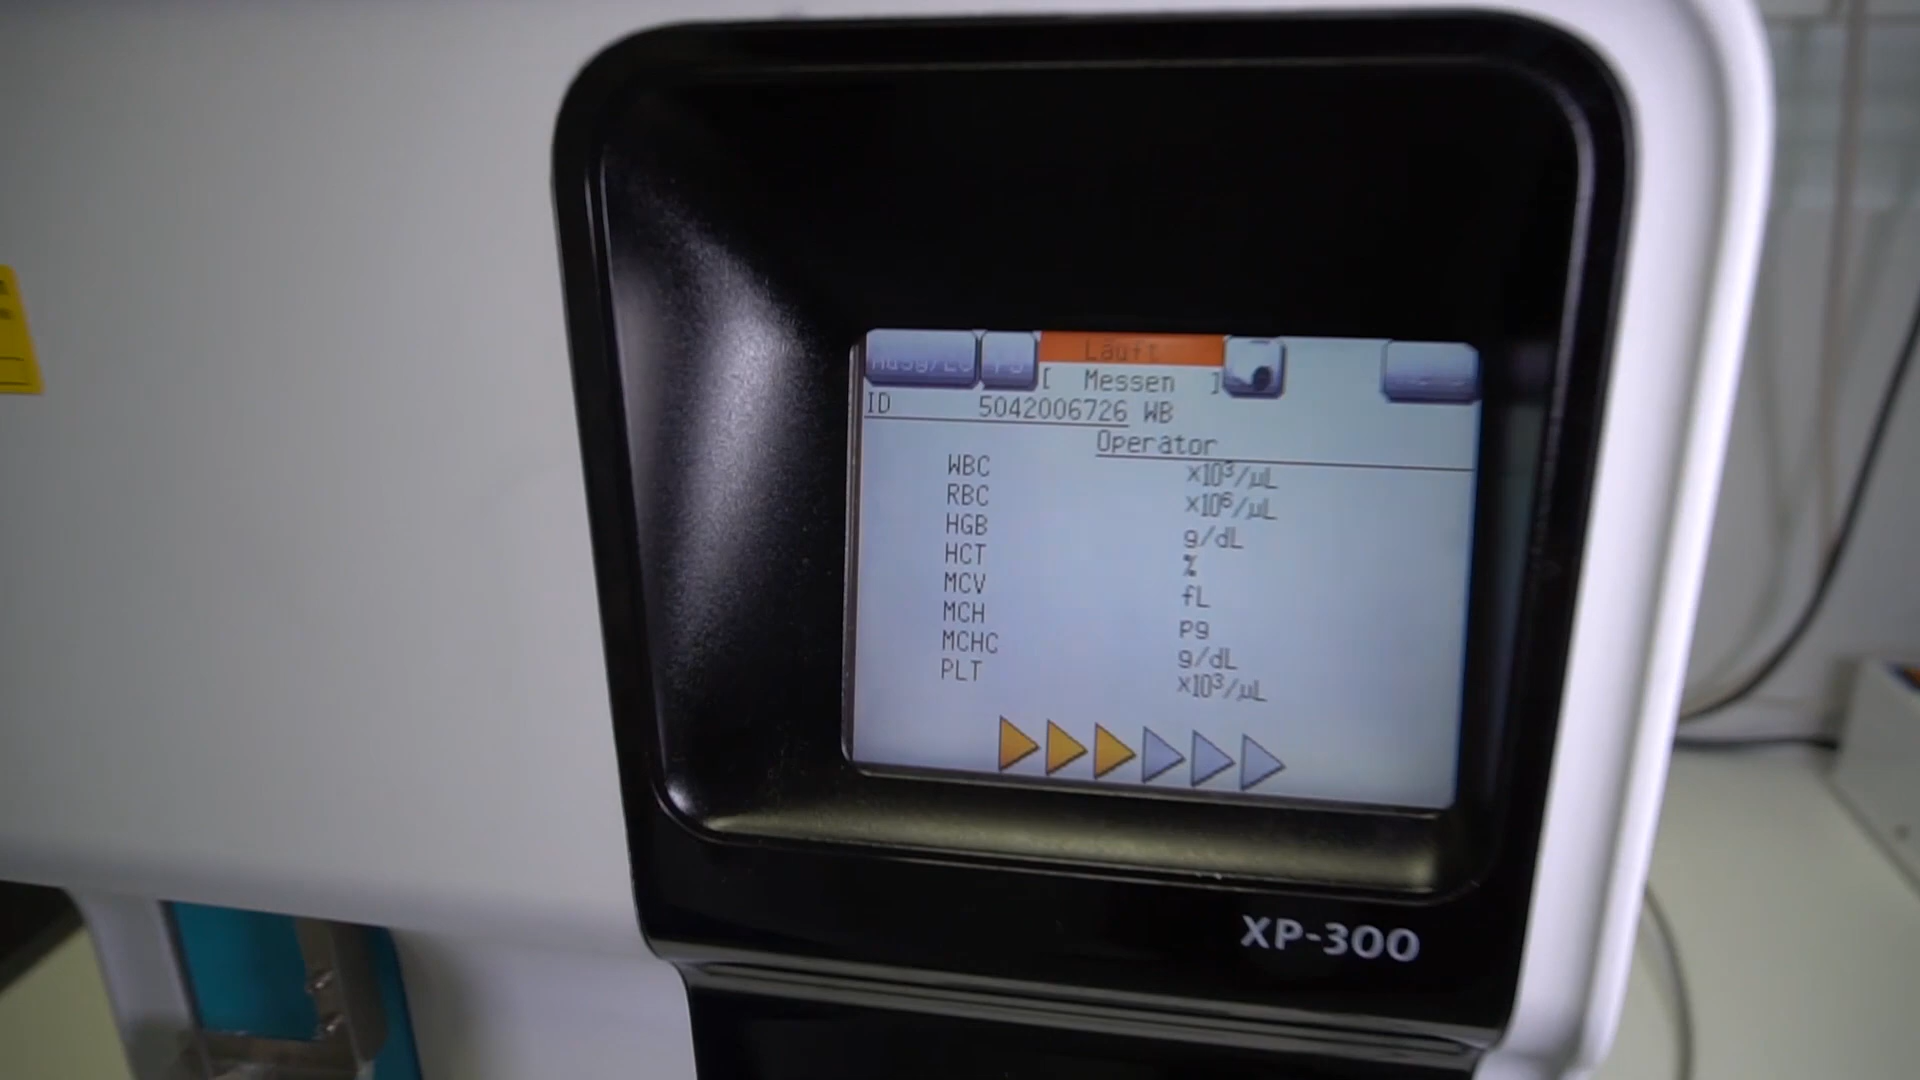 Läuft
[ Messen ]
ID 5042006726 WB
Operator
WBC ×10³/µL
RBC ×10⁶/µL
HGB g/dL
HCT %
MCV fL
MCH pg
MCHC g/dL
PLT ×10³/µL
XP-300